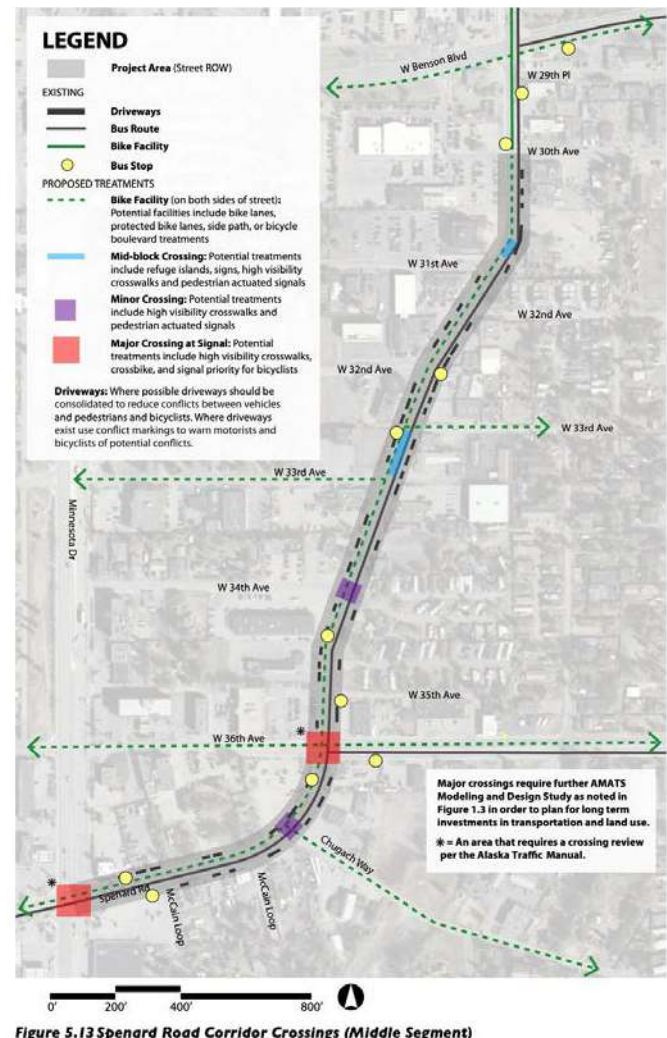 LEGEND
Project Area (Street ROW)
EXISTING
Driveways
Bus Route
Bike Facility
Bus Stop
PROPOSED TREATMENTS
Bike Facility (on both sides of street):
Potential facilities include bike lanes,
protected bike lanes, side path, or bicycle
boulevard treatments
Mid-block Crossing: Potential treatments
include refuge islands, signs, high visibility
crosswalks and pedestrian actuated signals
Minor Crossing: Potential treatments
include high visibility crosswalks and
pedestrian actuated signals
Major Crossing at Signal: Potential
treatments include high visibility crosswalks,
crossbike, and signal priority for bicyclists
Driveways: Where possible driveways should be
consolidated to reduce conflicts between vehicles
and pedestrians and bicyclists. Where driveways
exist use conflict markings to warn motorists and
bicyclists of potential conflicts.
W Benson Blvd
W 29th Pl
W 30th Ave
W 31st Ave
W 32nd Ave
W 32nd Ave
W 33rd Ave
W 33rd Ave
Minnesota Dr
W 34th Ave
W 35th Ave
*
W 36th Ave
Major crossings require further AMATS
Modeling and Design Study as noted in
Figure 1.3 in order to plan for long term
investments in transportation and land use.
* = An area that requires a crossing review
per the Alaska Traffic Manual.
Chugach Way
*
Spenard Rd
McCain Loop
McCain Loop
0' 200' 400' 800'
Figure 5.13 Spenard Road Corridor Crossings (Middle Segment)